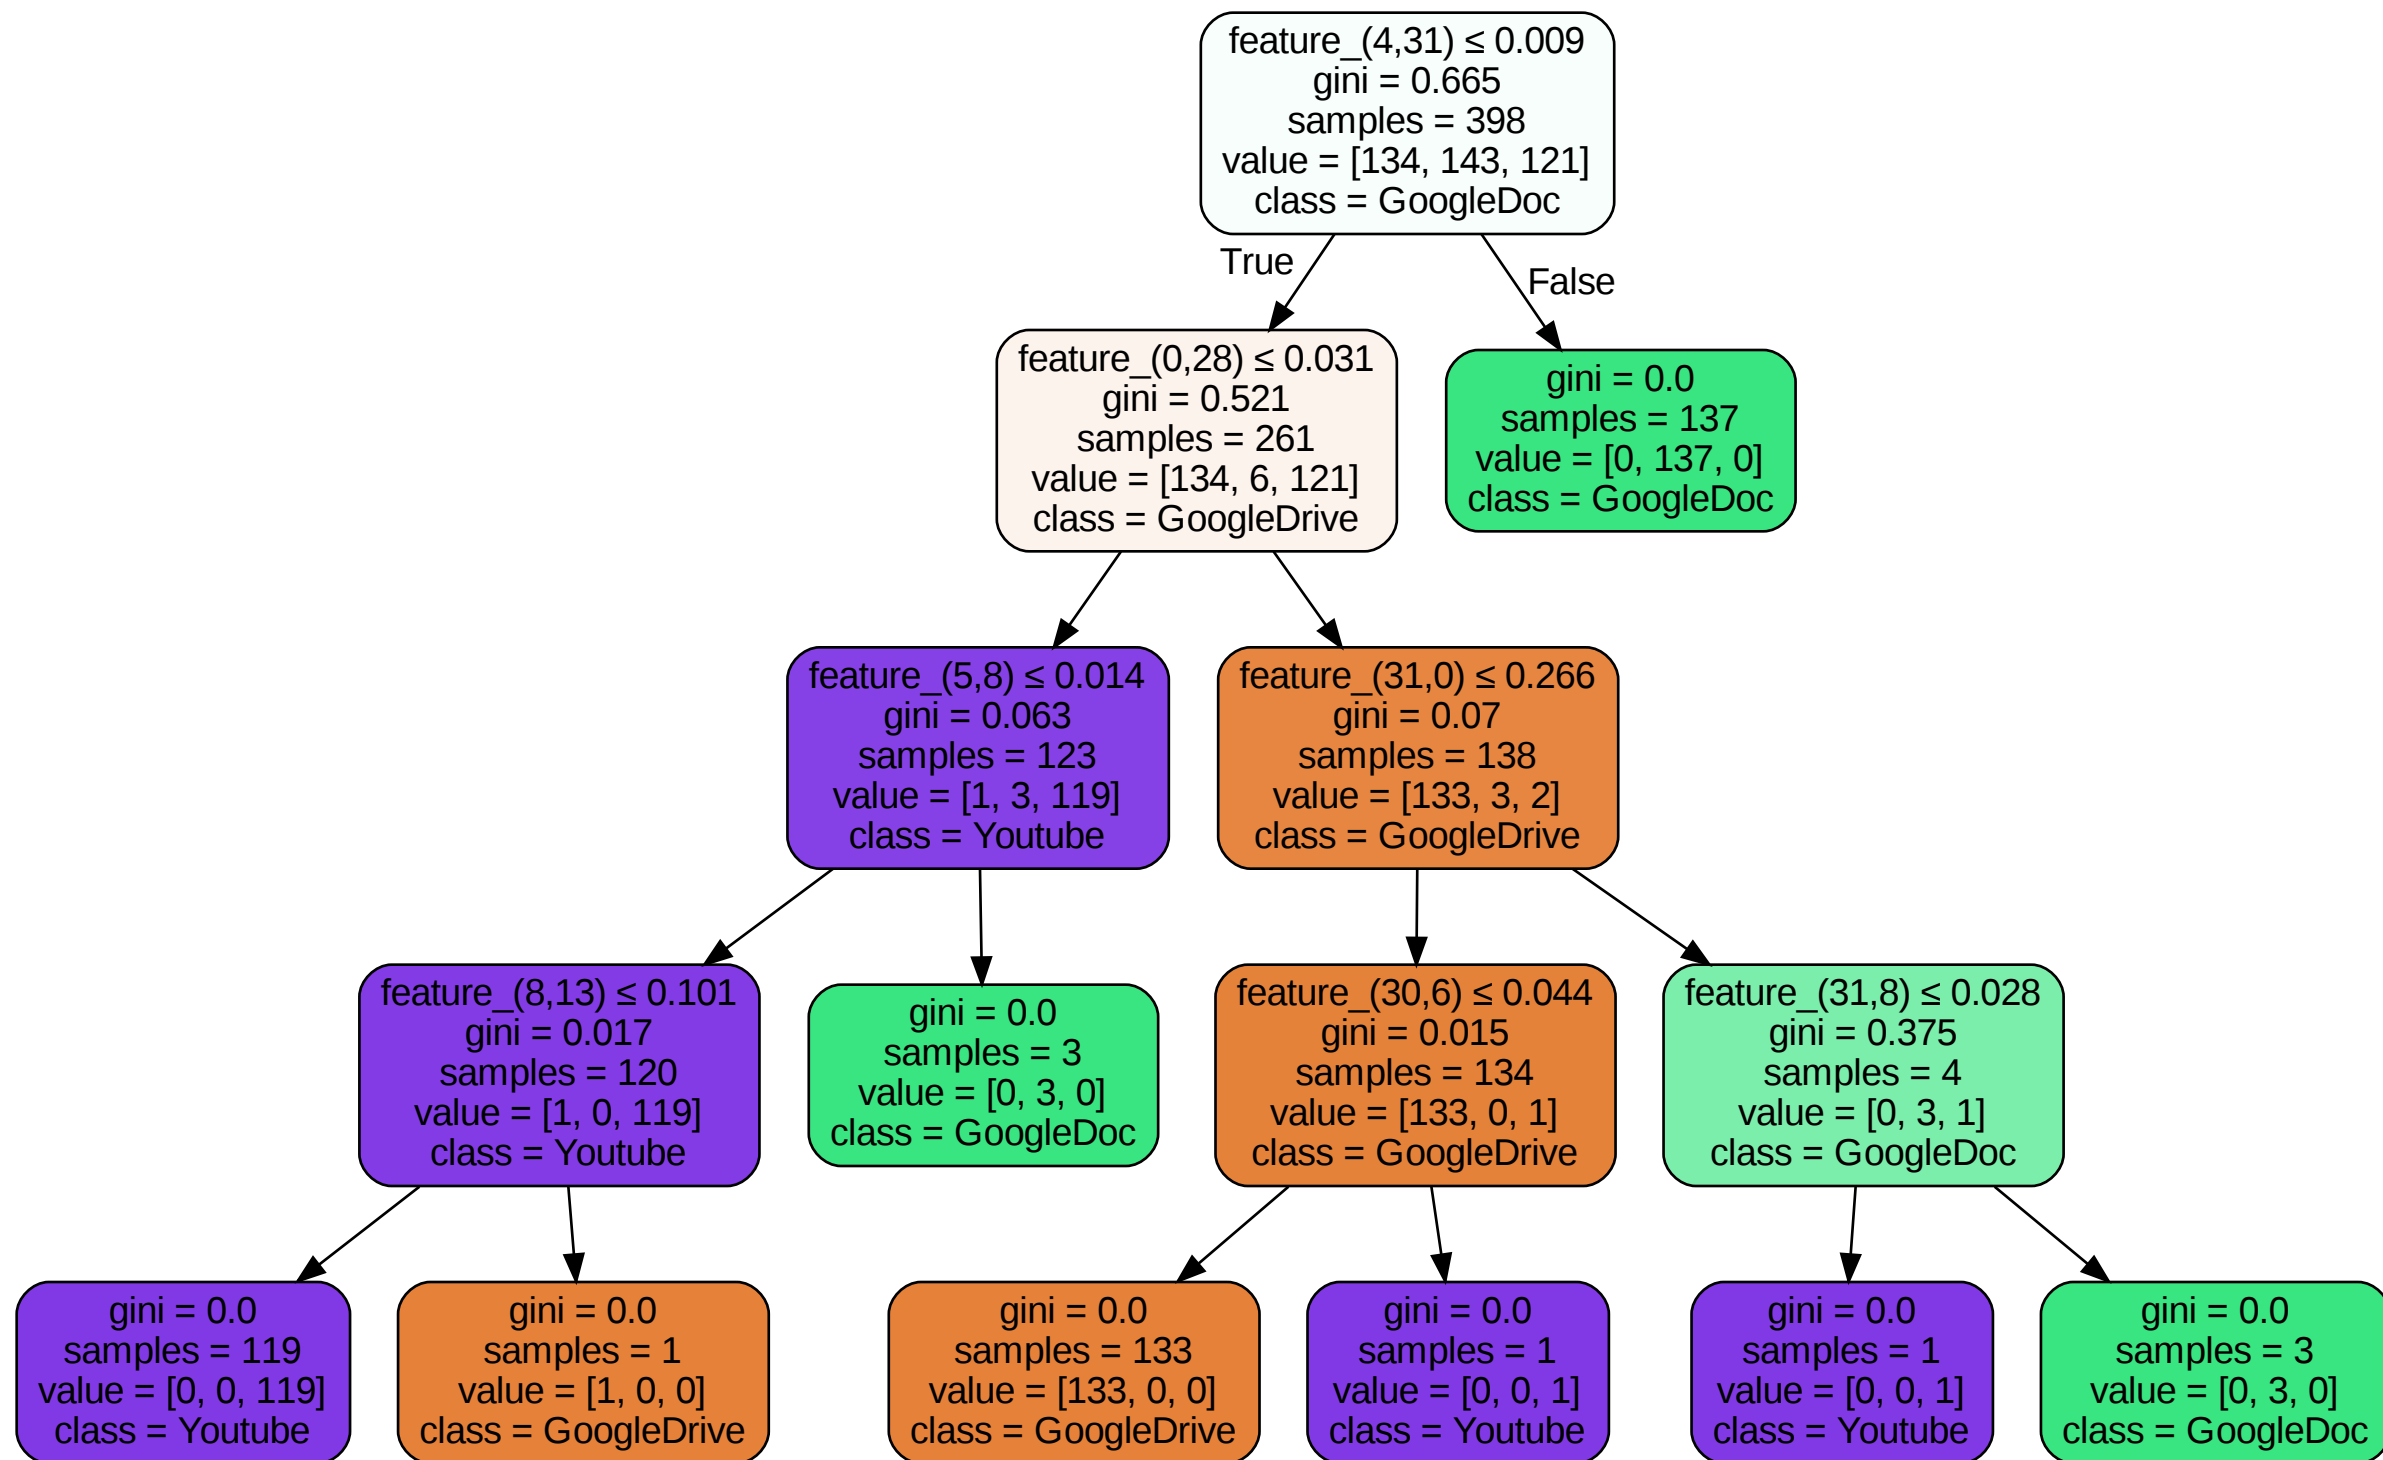 feature_(4,31) ≤ 0.009
gini = 0.665
samples = 398
value = [134, 143, 121]
class = GoogleDoc
True
False
feature_(0,28) ≤ 0.031
gini = 0.521
samples = 261
value = [134, 6, 121]
class = GoogleDrive
gini = 0.0
samples = 137
value = [0, 137, 0]
class = GoogleDoc
feature_(5,8) ≤ 0.014
gini = 0.063
samples = 123
value = [1, 3, 119]
class = Youtube
feature_(31,0) ≤ 0.266
gini = 0.07
samples = 138
value = [133, 3, 2]
class = GoogleDrive
feature_(8,13) ≤ 0.101
gini = 0.017
samples = 120
value = [1, 0, 119]
class = Youtube
gini = 0.0
samples = 3
value = [0, 3, 0]
class = GoogleDoc
feature_(30,6) ≤ 0.044
gini = 0.015
samples = 134
value = [133, 0, 1]
class = GoogleDrive
feature_(31,8) ≤ 0.028
gini = 0.375
samples = 4
value = [0, 3, 1]
class = GoogleDoc
gini = 0.0
samples = 119
value = [0, 0, 119]
class = Youtube
gini = 0.0
samples = 1
value = [1, 0, 0]
class = GoogleDrive
gini = 0.0
samples = 133
value = [133, 0, 0]
class = GoogleDrive
gini = 0.0
samples = 1
value = [0, 0, 1]
class = Youtube
gini = 0.0
samples = 1
value = [0, 0, 1]
class = Youtube
gini = 0.0
samples = 3
value = [0, 3, 0]
class = GoogleDoc